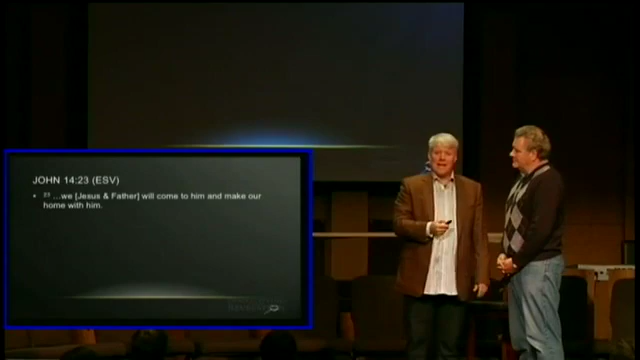 JOHN 14:23 (ESV)
• ²³ …we [Jesus & Father] will come to him and make our
home with him.